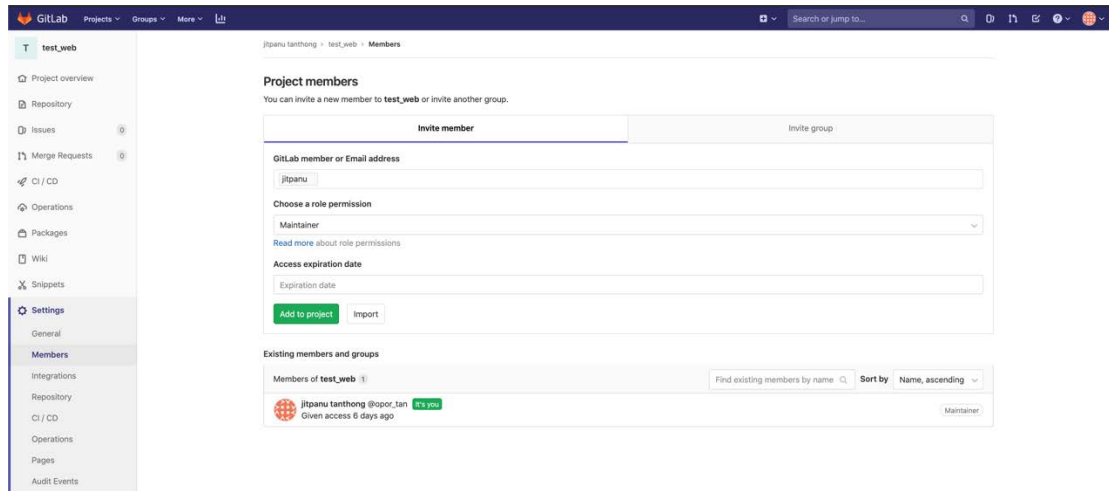 GitLab Projects Groups More Search or jump to...
T test_web
Project overview
Repository
Issues 0
Merge Requests 0
CI / CD
Operations
Packages
Wiki
Snippets
Settings
General
Members
Integrations
Repository
CI / CD
Operations
Pages
Audit Events
jitpanu tanthong > test_web > Members
Project members
You can invite a new member to test_web or invite another group.
Invite member Invite group
GitLab member or Email address
jitpanu
Choose a role permission
Maintainer
Read more about role permissions
Access expiration date
Expiration date
Add to project Import
Existing members and groups
Members of test_web 1 Find existing members by name Sort by Name, ascending
jitpanu tanthong @opor_tan It's you
Given access 6 days ago Maintainer